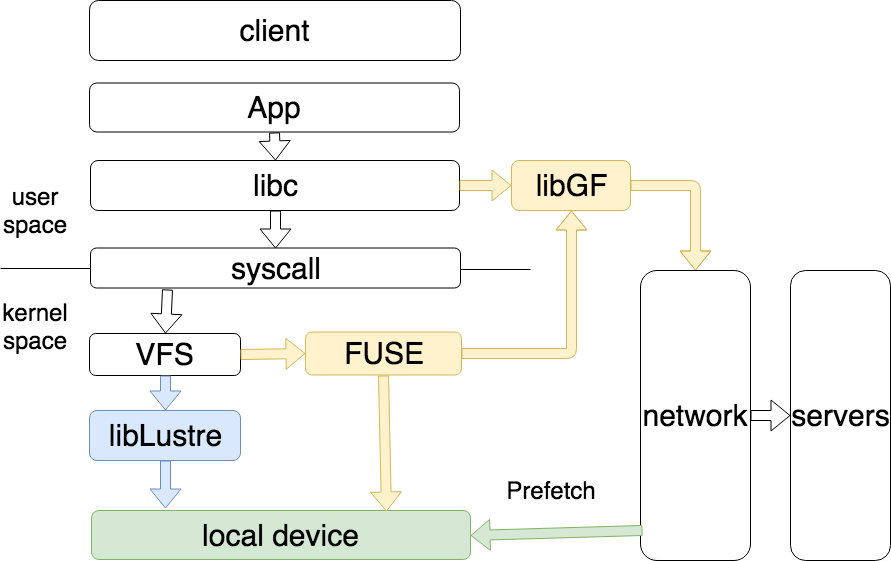 client
App
libc
libGF
user
space
syscall
kernel
space
VFS
FUSE
network
servers
libLustre
Prefetch
local device